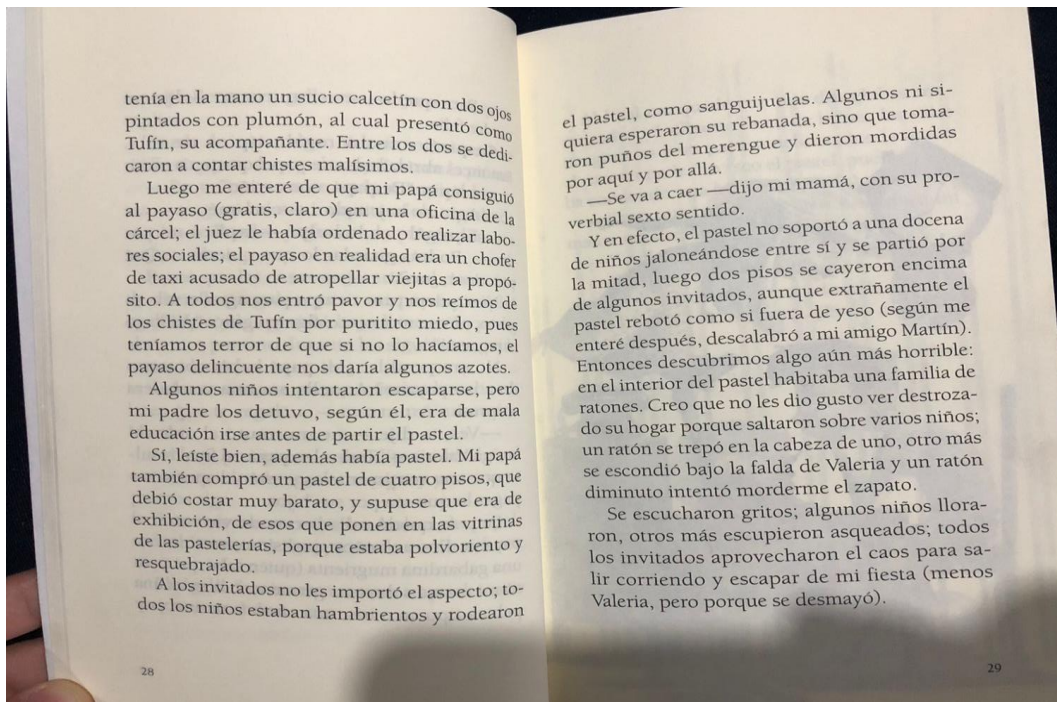 tenía en la mano un sucio calcetín con dos ojos
pintados con plumón, al cual presentó como
Tufín, su acompañante. Entre los dos se dedi-
caron a contar chistes malísimos.
Luego me enteré de que mi papá consiguió
al payaso (gratis, claro) en una oficina de la
cárcel; el juez le había ordenado realizar labo-
res sociales; el payaso en realidad era un chofer
de taxi acusado de atropellar viejitas a propó-
sito. A todos nos entró pavor y nos reímos de
los chistes de Tufín por puritito miedo, pues
teníamos terror de que si no lo hacíamos, el
payaso delincuente nos daría algunos azotes.
Algunos niños intentaron escaparse, pero
mi padre los detuvo, según él, era de mala
educación irse antes de partir el pastel.
Sí, leíste bien, además había pastel. Mi papá
también compró un pastel de cuatro pisos, que
debió costar muy barato, y supuse que era de
exhibición, de esos que ponen en las vitrinas
de las pastelerías, porque estaba polvoriento y
resquebrajado.
A los invitados no les importó el aspecto; to-
dos los niños estaban hambrientos y rodearon
28
el pastel, como sanguijuelas. Algunos ni si-
quiera esperaron su rebanada, sino que toma-
ron puños del merengue y dieron mordidas
por aquí y por allá.
—Se va a caer —dijo mi mamá, con su pro-
verbial sexto sentido.
Y en efecto, el pastel no soportó a una docena
de niños jaloneándose entre sí y se partió por
la mitad, luego dos pisos se cayeron encima
de algunos invitados, aunque extrañamente el
pastel rebotó como si fuera de yeso (según me
enteré después, descalabró a mi amigo Martín).
Entonces descubrimos algo aún más horrible:
en el interior del pastel habitaba una familia de
ratones. Creo que no les dio gusto ver destroza-
do su hogar porque saltaron sobre varios niños;
un ratón se trepó en la cabeza de uno, otro más
se escondió bajo la falda de Valeria y un ratón
diminuto intentó morderme el zapato.
Se escucharon gritos; algunos niños llora-
ron, otros más escupieron asqueados; todos
los invitados aprovecharon el caos para sa-
lir corriendo y escapar de mi fiesta (menos
Valeria, pero porque se desmayó).
29